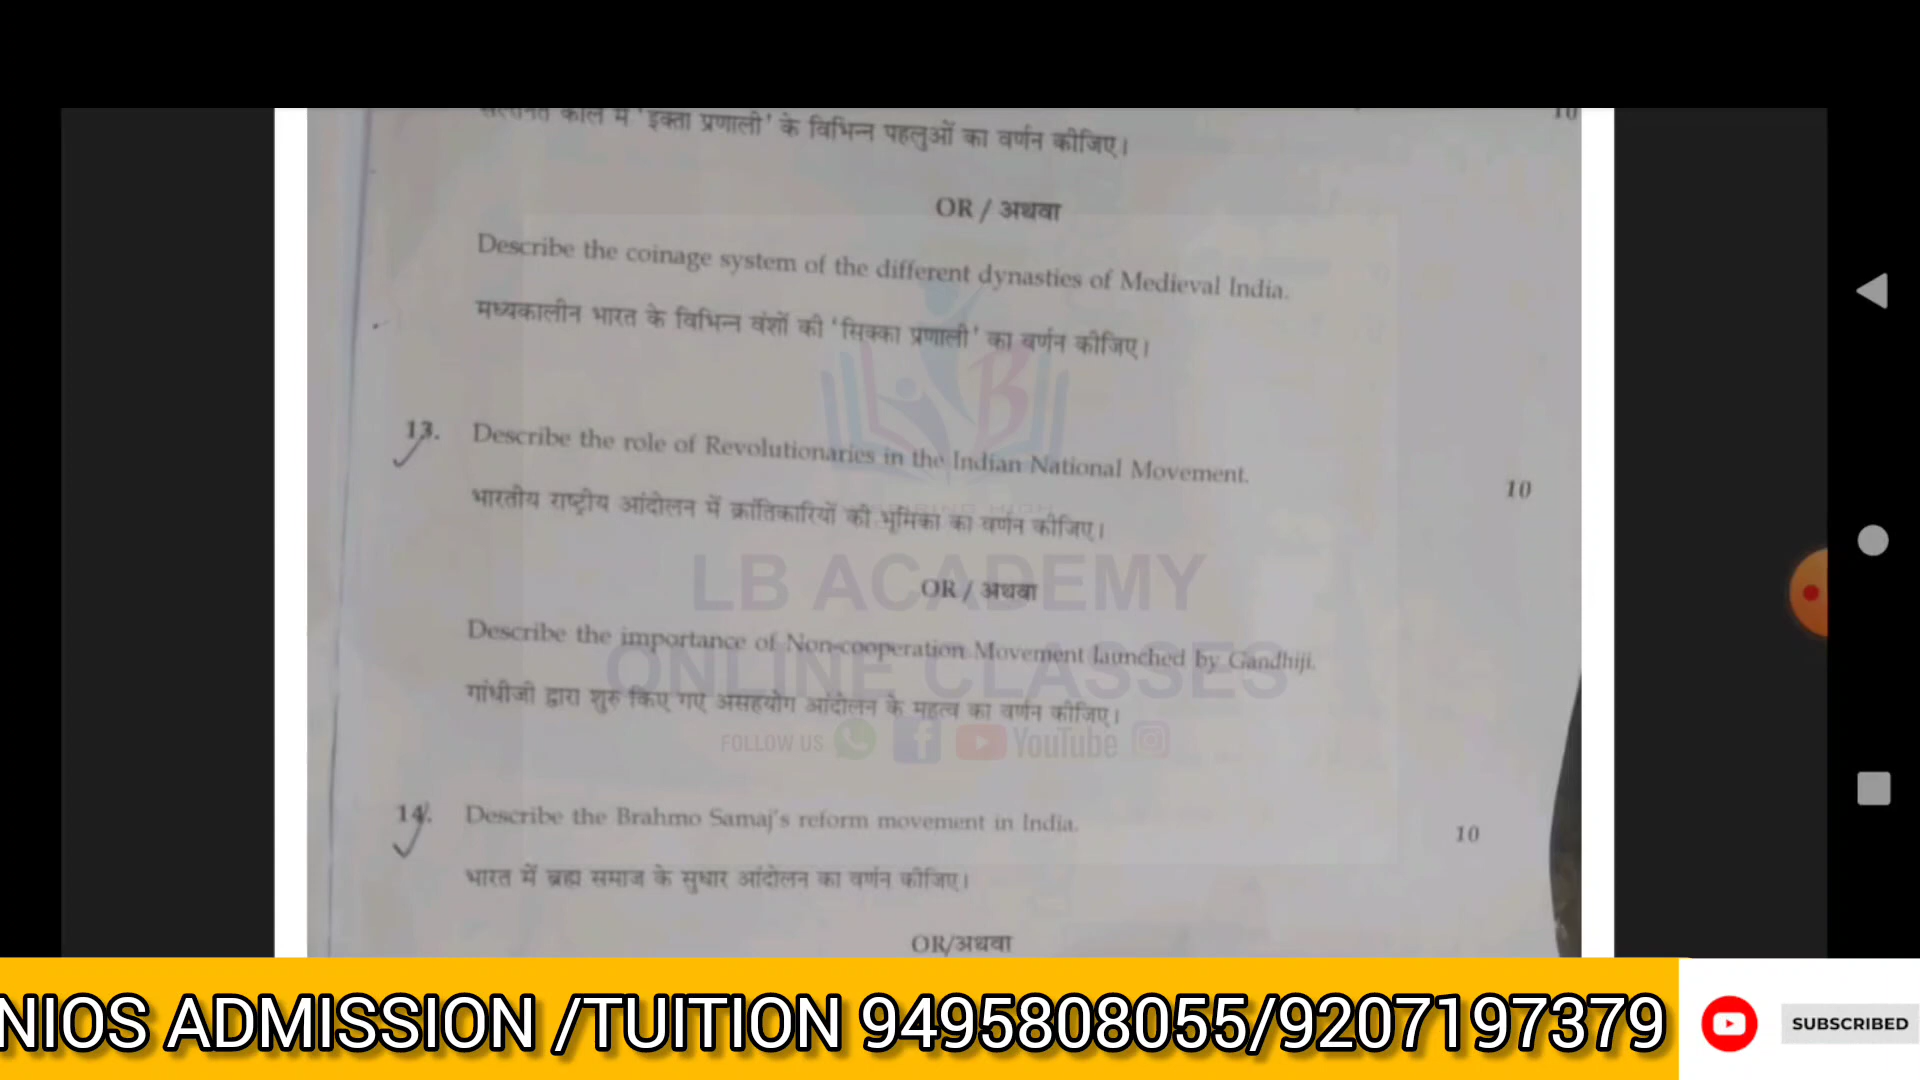 सल्तनत काल में 'इक्ता प्रणाली' के विभिन्न पहलुओं का वर्णन कीजिए। 10
OR / अथवा
Describe the coinage system of the different dynasties of Medieval India.
मध्यकालीन भारत के विभिन्न वंशों की 'सिक्का प्रणाली' का वर्णन कीजिए।
13. Describe the role of Revolutionaries in the Indian National Movement. 10
भारतीय राष्ट्रीय आंदोलन में क्रांतिकारियों की भूमिका का वर्णन कीजिए।
LB ACADEMY
OR / अथवा
Describe the importance of Non-cooperation Movement launched by Gandhiji.
ONLINE CLASSES
गांधीजी द्वारा शुरु किए गए असहयोग आंदोलन के महत्व का वर्णन कीजिए।
FOLLOW US YouTube
14. Describe the Brahmo Samaj's reform movement in India. 10
भारत में ब्रह्म समाज के सुधार आंदोलन का वर्णन कीजिए।
OR/अथवा
NIOS ADMISSION /TUITION 9495808055/9207197379
SUBSCRIBED